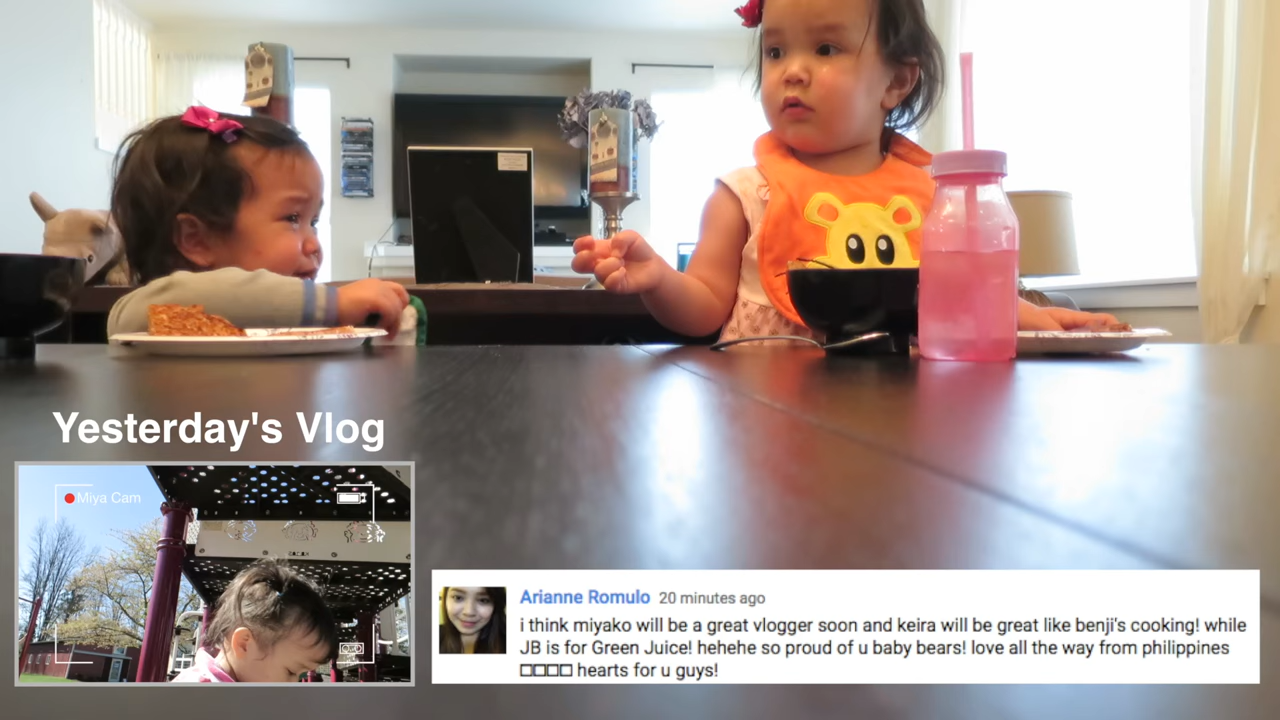 Yesterday's Vlog
Miya Cam
Arianne Romulo 20 minutes ago
i think miyako will be a great vlogger soon and keira will be great like benji's cooking! while
JB is for Green Juice! hehehe so proud of u baby bears! love all the way from philippines
□□□□ hearts for u guys!